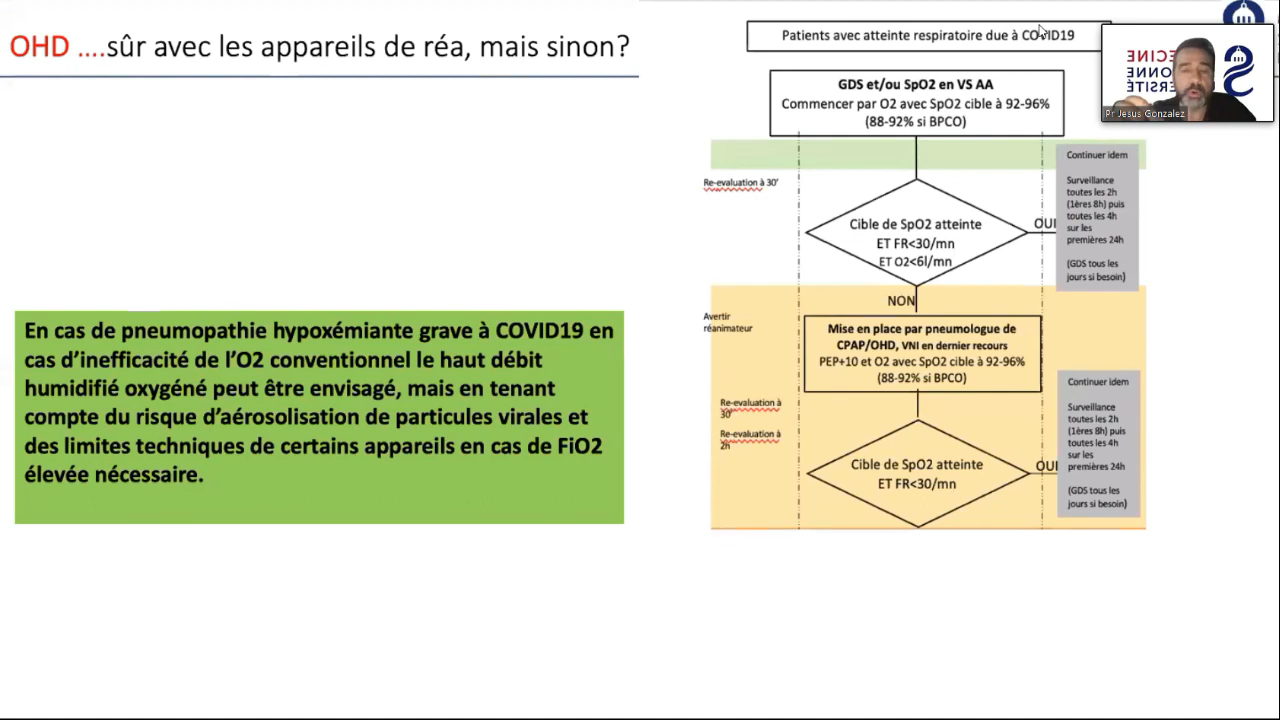 OHD ....sûr avec les appareils de réa, mais sinon?
En cas de pneumopathie hypoxémiante grave à COVID19 en
cas d'inefficacité de l'O2 conventionnel le haut débit
humidifié oxygéné peut être envisagé, mais en tenant
compte du risque d'aérosolisation de particules virales et
des limites techniques de certains appareils en cas de FiO2
élevée nécessaire.
Patients avec atteinte respiratoire due à COVID19
GDS et/ou SpO2 en VS AA
Commencer par O2 avec SpO2 cible à 92-96%
(88-92% si BPCO)
Re-evaluation à 30'
Cible de SpO2 atteinte
ET FR<30/mn
ET O2<6l/mn
OUI
Continuer idem
Surveillance
toutes les 2h
(1ères 8h) puis
toutes les 4h
sur les
premières 24h
(GDS tous les
jours si besoin)
NON
Avertir
réanimateur
Mise en place par pneumologue de
CPAP/OHD, VNI en dernier recours
PEP+10 et O2 avec SpO2 cible à 92-96%
(88-92% si BPCO)
Re-evaluation à
30'
Re-evaluation à
2h
Cible de SpO2 atteinte
ET FR<30/mn
OUI
Continuer idem
Surveillance
toutes les 2h
(1ères 8h) puis
toutes les 4h
sur les
premières 24h
(GDS tous les
jours si besoin)
ECINE
ONNE
ERSITÉ
Pr Jesus Gonzalez